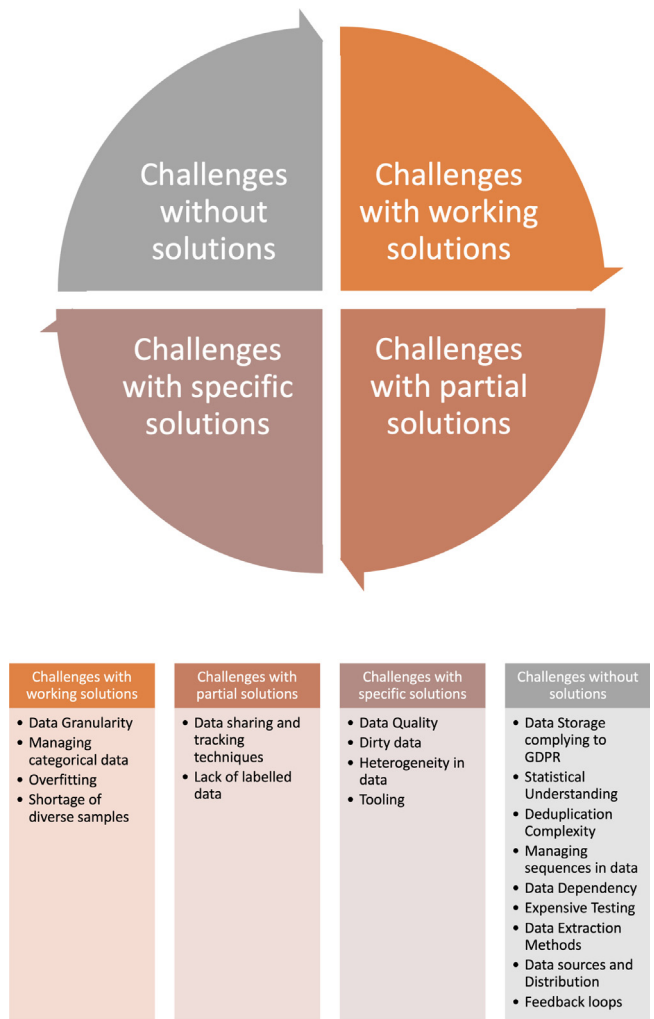 Challenges
without
solutions
Challenges
with working
solutions
Challenges
with specific
solutions
Challenges
with partial
solutions
Challenges with
working solutions
• Data Granularity
• Managing
categorical data
• Overfitting
• Shortage of
diverse samples
Challenges with
partial solutions
• Data sharing and
tracking
techniques
• Lack of labelled
data
Challenges with
specific solutions
• Data Quality
• Dirty data
• Heterogeneity in
data
• Tooling
Challenges without
solutions
• Data Storage
complying to
GDPR
• Statistical
Understanding
• Deduplication
Complexity
• Managing
sequences in data
• Data Dependency
• Expensive Testing
• Data Extraction
Methods
• Data sources and
Distribution
• Feedback loops